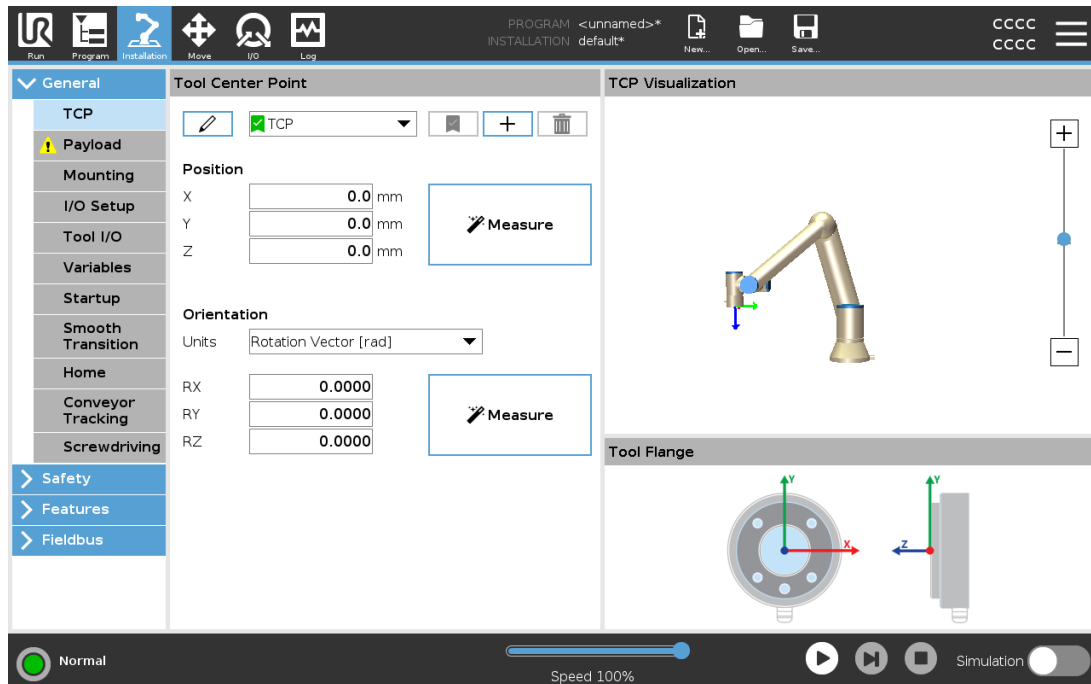 PROGRAM <unnamed>*
INSTALLATION default*
CCCC
CCCC
Run
Program
Installation
Move
I/O
Log
New...
Open...
Save...
General
Tool Center Point
TCP Visualization
TCP
Payload
Mounting
I/O Setup
Tool I/O
Variables
Startup
Smooth
Transition
Home
Conveyor
Tracking
Screwdriving
Safety
Features
Fieldbus
TCP
Position
X 0.0 mm
Y 0.0 mm
Z 0.0 mm
Measure
Orientation
Units Rotation Vector [rad]
RX 0.0000
RY 0.0000
RZ 0.0000
Measure
Tool Flange
Y
X
Y
Z
Normal
Speed 100%
Simulation